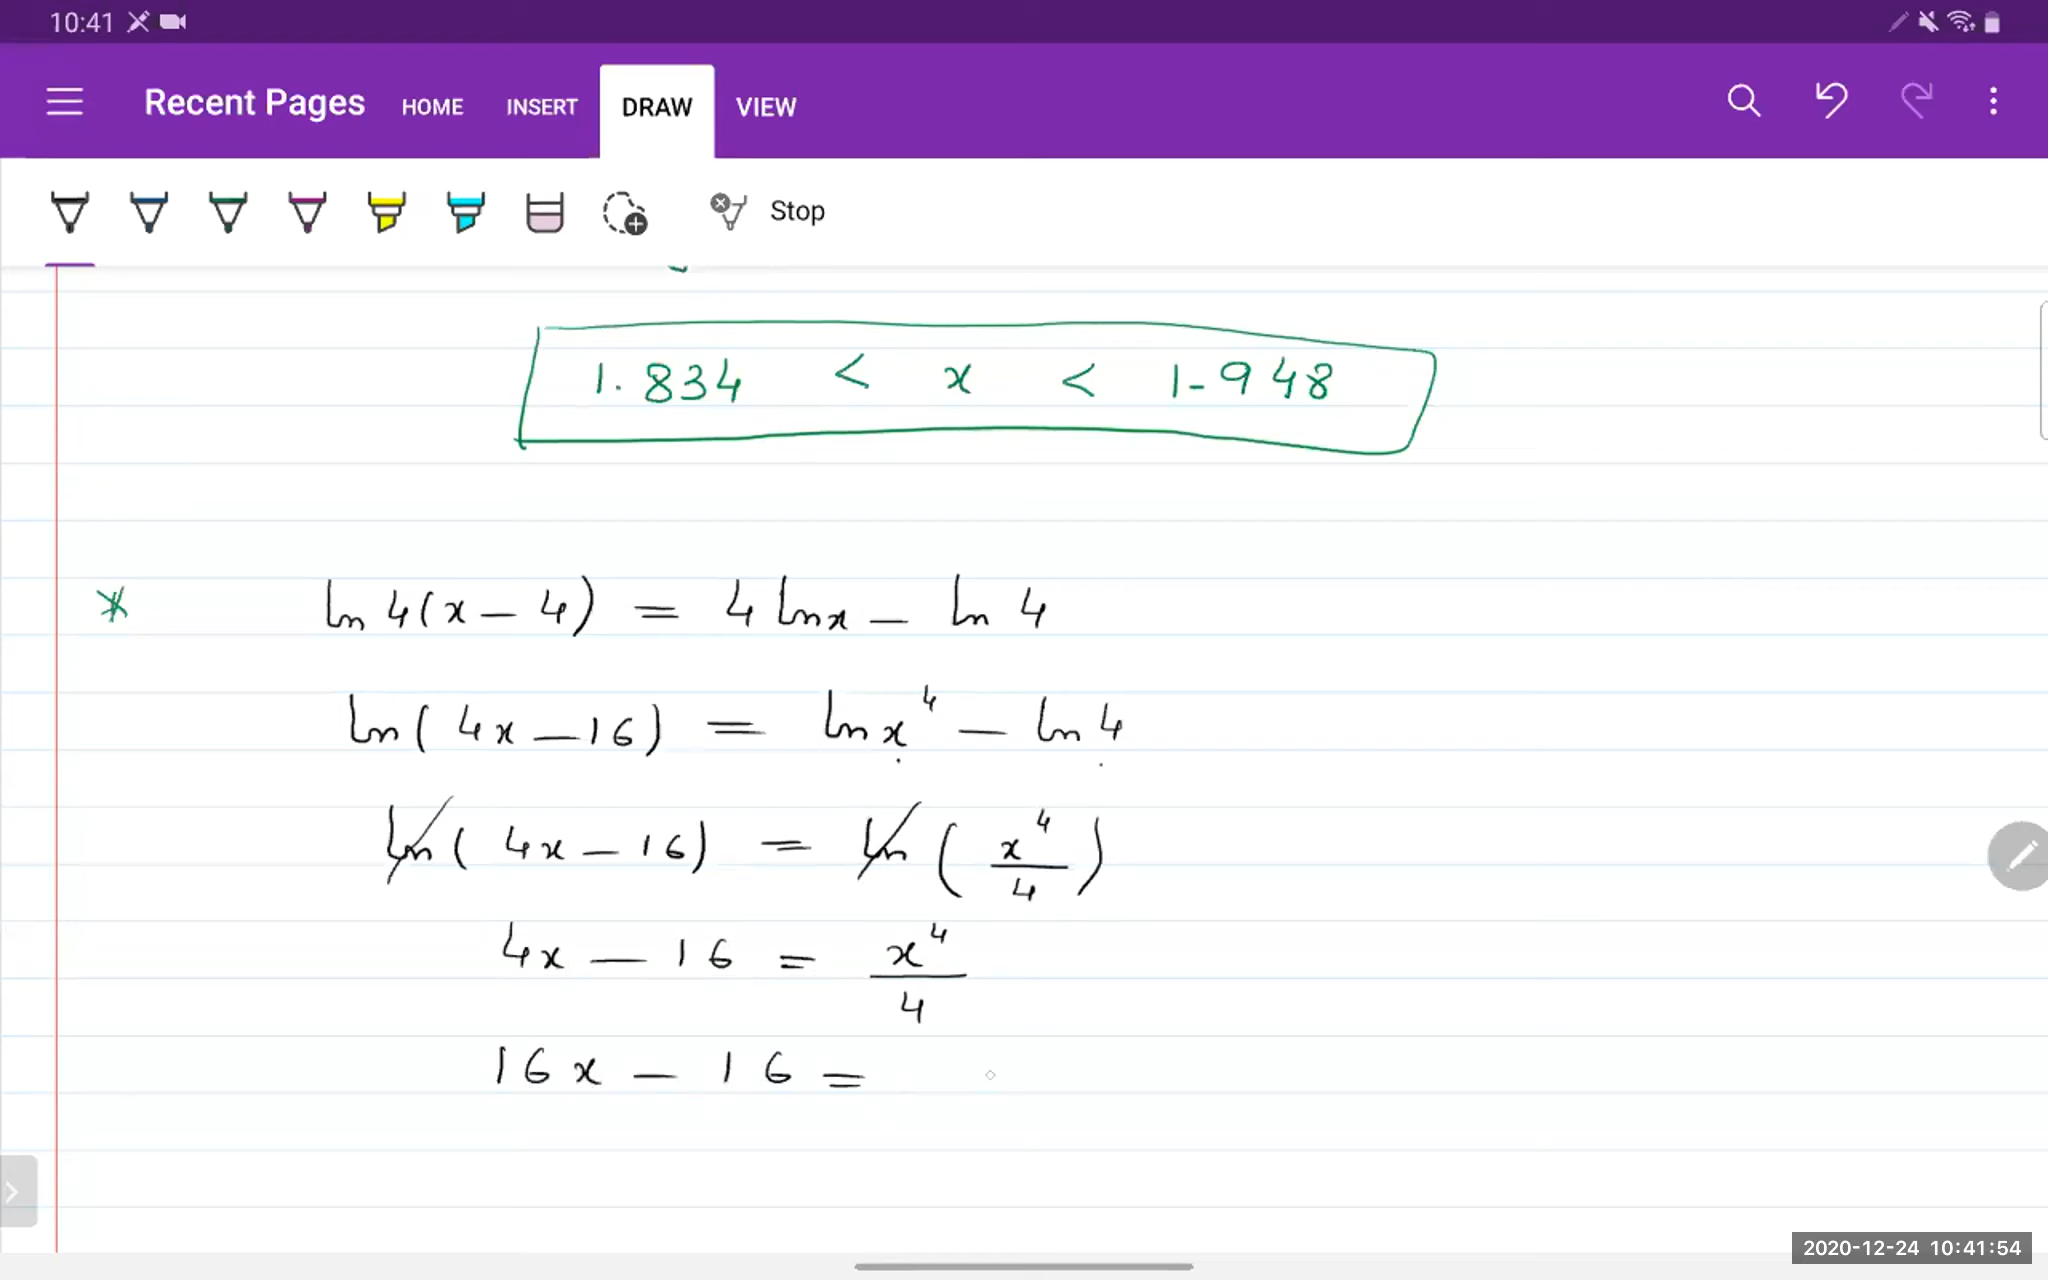 10:41
Recent Pages HOME INSERT DRAW VIEW
Stop
1.834 < x < 1-948
* ln 4(x - 4) = 4 lnx - ln 4
ln( 4x - 16) = ln x⁴ - ln 4
ln( 4x - 16) = ln ( x⁴/4 )
4x - 16 = x⁴/4
16x - 16 =
2020-12-24 10:41:54